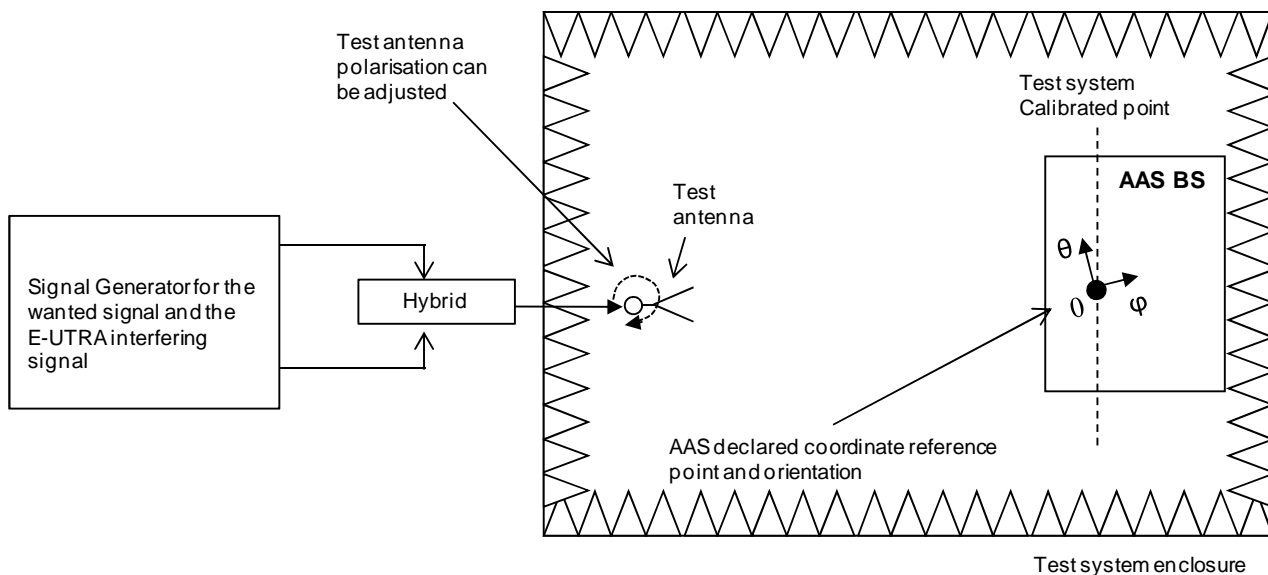 Test antenna
polarisation can
be adjusted
Test system
Calibrated point
AAS BS
Test
antenna
θ
Signal Generator for the
wanted signal and the
E-UTRA interfering
signal
Hybrid
0
φ
AAS declared coordinate reference
point and orientation
Test system enclosure